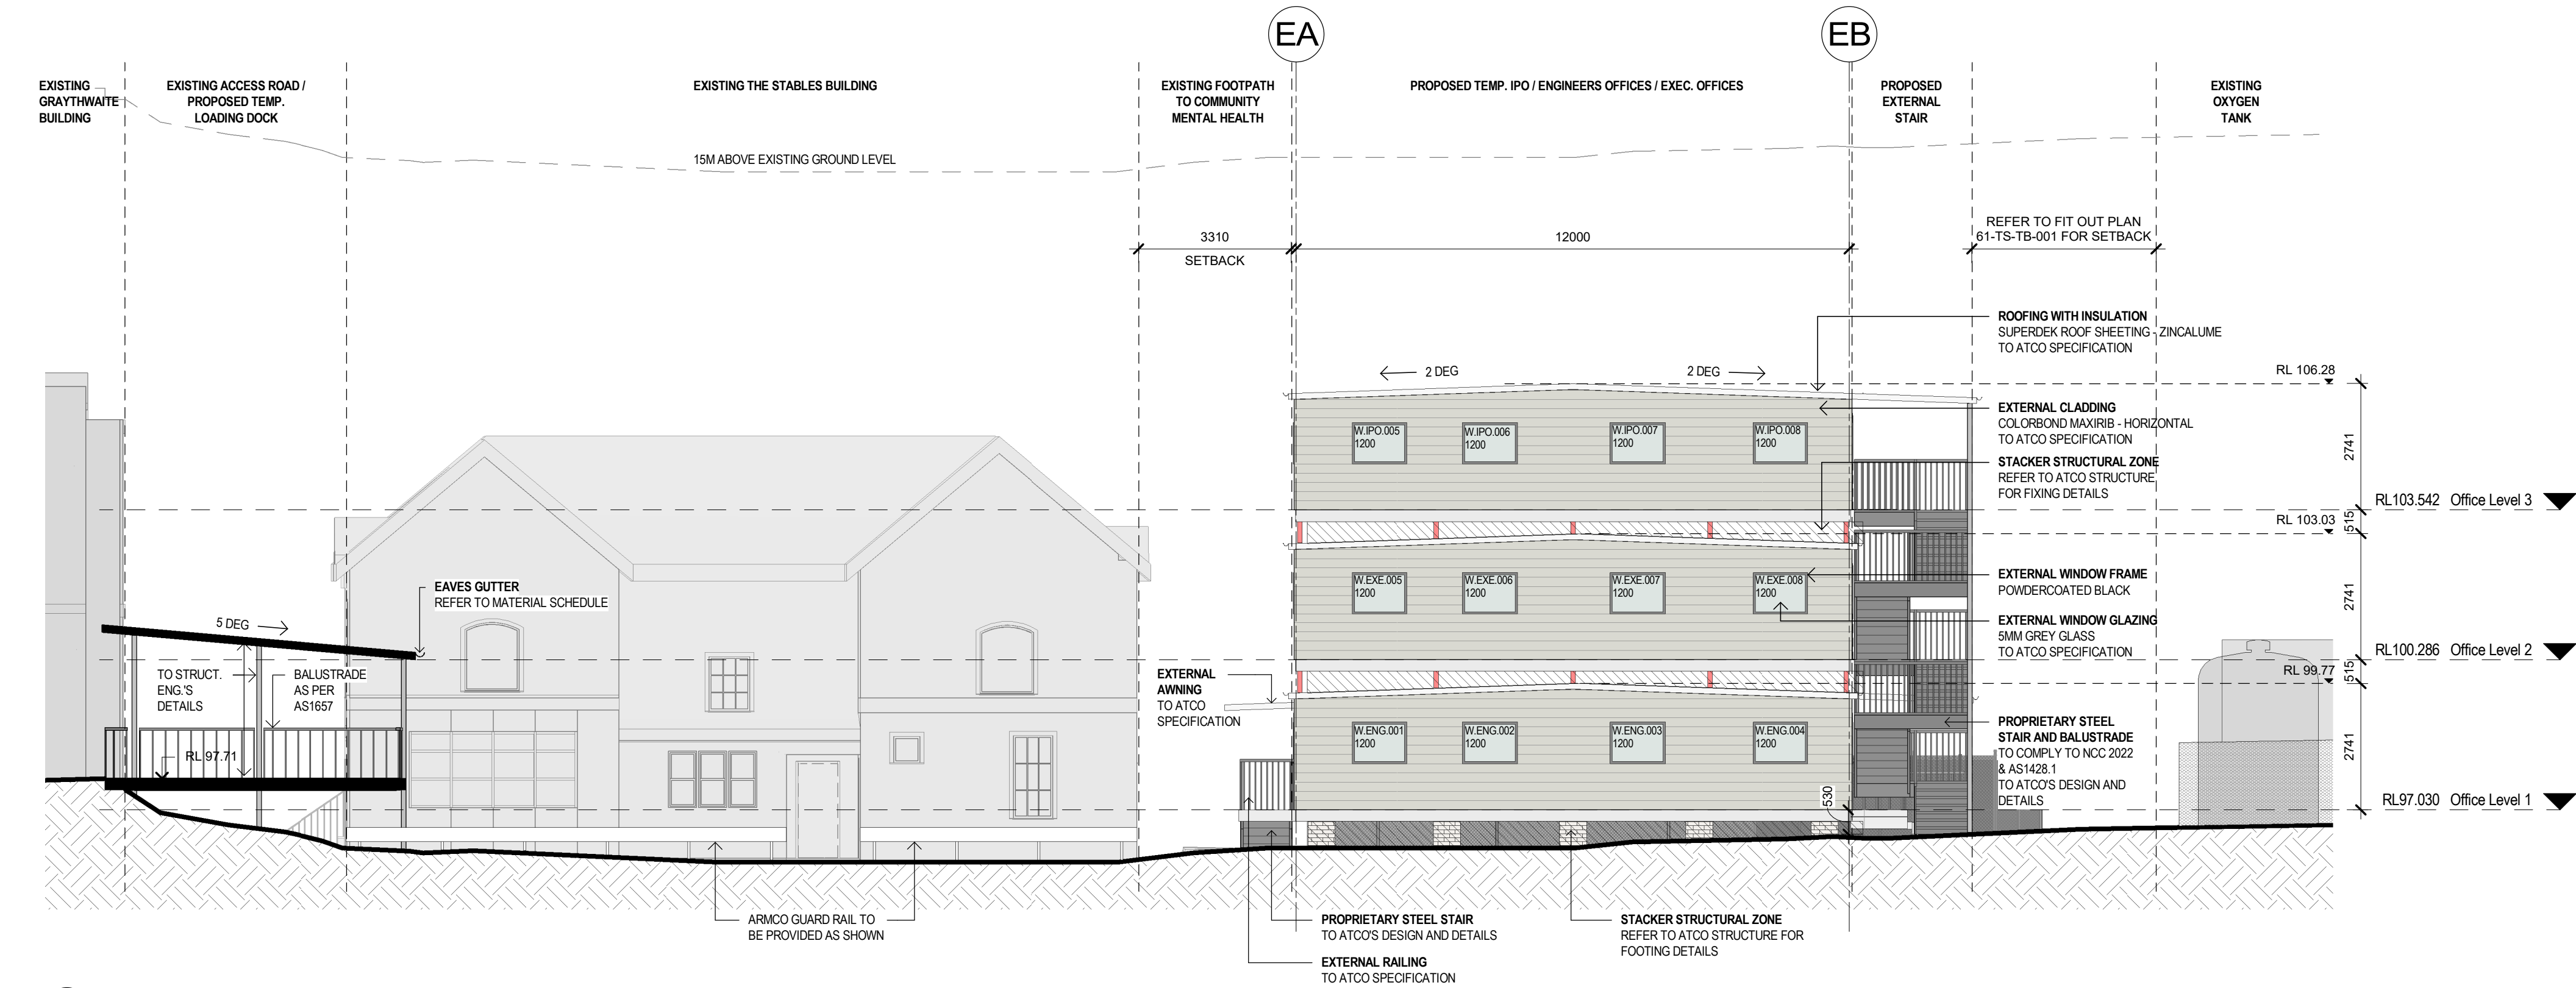 EA
EB
EXISTING
GRAYTHWAITE
BUILDING
EXISTING ACCESS ROAD /
PROPOSED TEMP.
LOADING DOCK
EXISTING THE STABLES BUILDING
EXISTING FOOTPATH
TO COMMUNITY
MENTAL HEALTH
PROPOSED TEMP. IPO / ENGINEERS OFFICES / EXEC. OFFICES
PROPOSED
EXTERNAL
STAIR
EXISTING
OXYGEN
TANK
15M ABOVE EXISTING GROUND LEVEL
3310
SETBACK
12000
REFER TO FIT OUT PLAN
61-TS-TB-001 FOR SETBACK
ROOFING WITH INSULATION
SUPERDEK ROOF SHEETING - ZINCALUME
TO ATCO SPECIFICATION
2 DEG
2 DEG
RL 106.28
EXTERNAL CLADDING
COLORBOND MAXIRIB - HORIZONTAL
TO ATCO SPECIFICATION
W.IPO.005
1200
W.IPO.006
1200
W.IPO.007
1200
W.IPO.008
1200
2741
STACKER STRUCTURAL ZONE
REFER TO ATCO STRUCTURE
FOR FIXING DETAILS
RL103.542 Office Level 3
RL 103.03
515
EXTERNAL WINDOW FRAME
POWDERCOATED BLACK
W.EXE.005
1200
W.EXE.006
1200
W.EXE.007
1200
W.EXE.008
1200
2741
EXTERNAL WINDOW GLAZING
5MM GREY GLASS
TO ATCO SPECIFICATION
EAVES GUTTER
REFER TO MATERIAL SCHEDULE
5 DEG
RL100.286 Office Level 2
RL 99.77
515
TO STRUCT.
ENG.'S
DETAILS
BALUSTRADE
AS PER
AS1657
EXTERNAL
AWNING
TO ATCO
SPECIFICATION
W.ENG.001
1200
W.ENG.002
1200
W.ENG.003
1200
W.ENG.004
1200
PROPRIETARY STEEL
STAIR AND BALUSTRADE
TO COMPLY TO NCC 2022
& AS1428.1
TO ATCO'S DESIGN AND
DETAILS
2741
RL 97.71
530
RL97.030 Office Level 1
ARMCO GUARD RAIL TO
BE PROVIDED AS SHOWN
PROPRIETARY STEEL STAIR
TO ATCO'S DESIGN AND DETAILS
EXTERNAL RAILING
TO ATCO SPECIFICATION
STACKER STRUCTURAL ZONE
REFER TO ATCO STRUCTURE FOR
FOOTING DETAILS